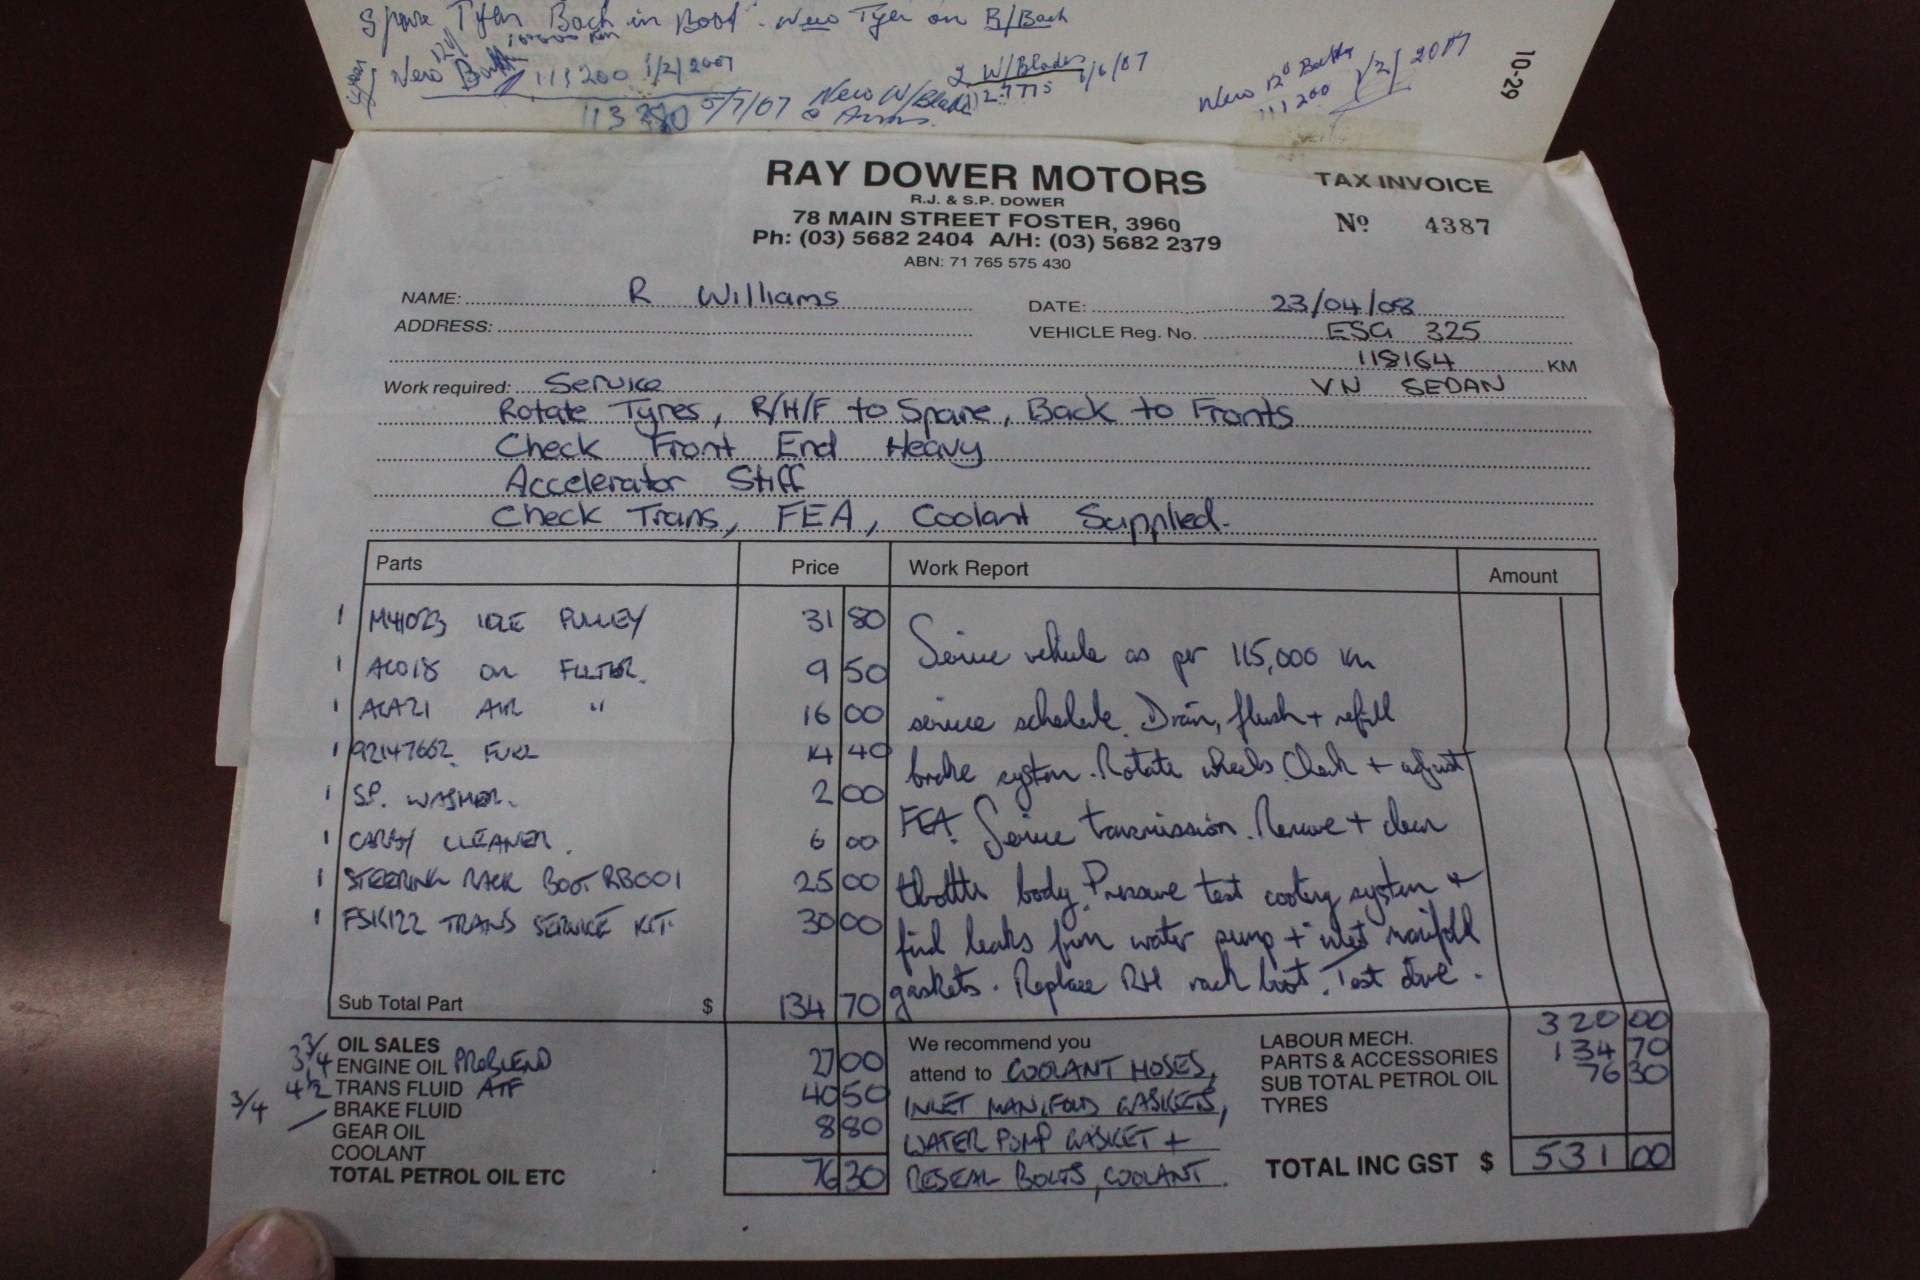 Spare Tyer Back in Boot. New Tyer on R/Back
New 111200 1/2/2007
113380 5/7/07 New W/Blades
& Arms.
2 W/Blades 1/6/07
New 12v Battery
111200 1/2/2007
10-29
RAY DOWER MOTORS
R.J. & S.P. DOWER
78 MAIN STREET FOSTER, 3960
Ph: (03) 5682 2404 A/H: (03) 5682 2379
ABN: 71 765 575 430
TAX INVOICE
No 4387
NAME: R Williams
DATE: 23/04/08
ADDRESS:
VEHICLE Reg. No. ESG 325
118164 KM
Work required: Service VN SEDAN
Rotate Tyres, R/H/F to Spare, Back to Fronts
Check Front End Heavy
Accelerator Stiff
Check Trans, FEA, Coolant Supplied.
Parts Price Work Report Amount
1 M41023 IDLE PULLEY 31 80
1 AC018 OIL FILTER. 9 50
1 ACA21 AIR " 16 00
1 92147662 FUEL 14 40
1 S.P. WASHER. 2 00
1 CARBY CLEANER. 6 00
1 STEERING RACK BOOT RB001 25 00
1 FSK122 TRANS SERVICE KIT. 30 00
Sub Total Part $ 134 70
Service vehicle as per 115,000 km
service schedule. Drain, flush + refill
brake system. Rotate wheels. Check + adjust
FEA. Service transmission. Remove + clean
throttle body. Pressure test cooling system +
find leaks from water pump + inlet manifold
gaskets. Replace RH rack boot. Test drive.
OIL SALES
3 3/4 ENGINE OIL 27 00
4 1/2 TRANS FLUID ATF 40 50
3/4 BRAKE FLUID 8 80
GEAR OIL
COOLANT
TOTAL PETROL OIL ETC 76 30
We recommend you
attend to COOLANT HOSES,
INLET MANIFOLD GASKETS,
WATER PUMP GASKET +
RESEAL BOLTS, COOLANT.
LABOUR MECH. 320 00
PARTS & ACCESSORIES 134 70
SUB TOTAL PETROL OIL 76 30
TYRES
TOTAL INC GST $ 531 00